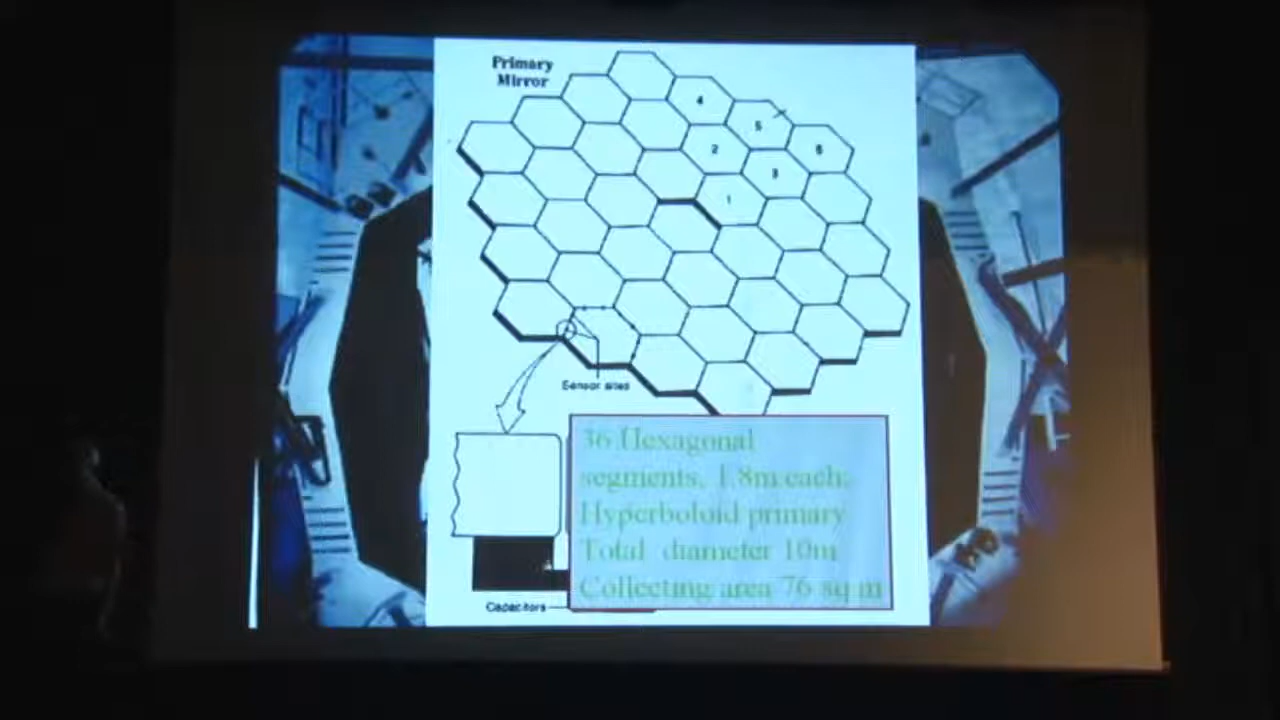 Primary
Mirror
4
5
6
2
3
1
Sensor sites
36 Hexagonal
segments, 1.8m each;
Hyperboloid primary
Total diameter 10m
Collecting area 76 sq m
Capacitors